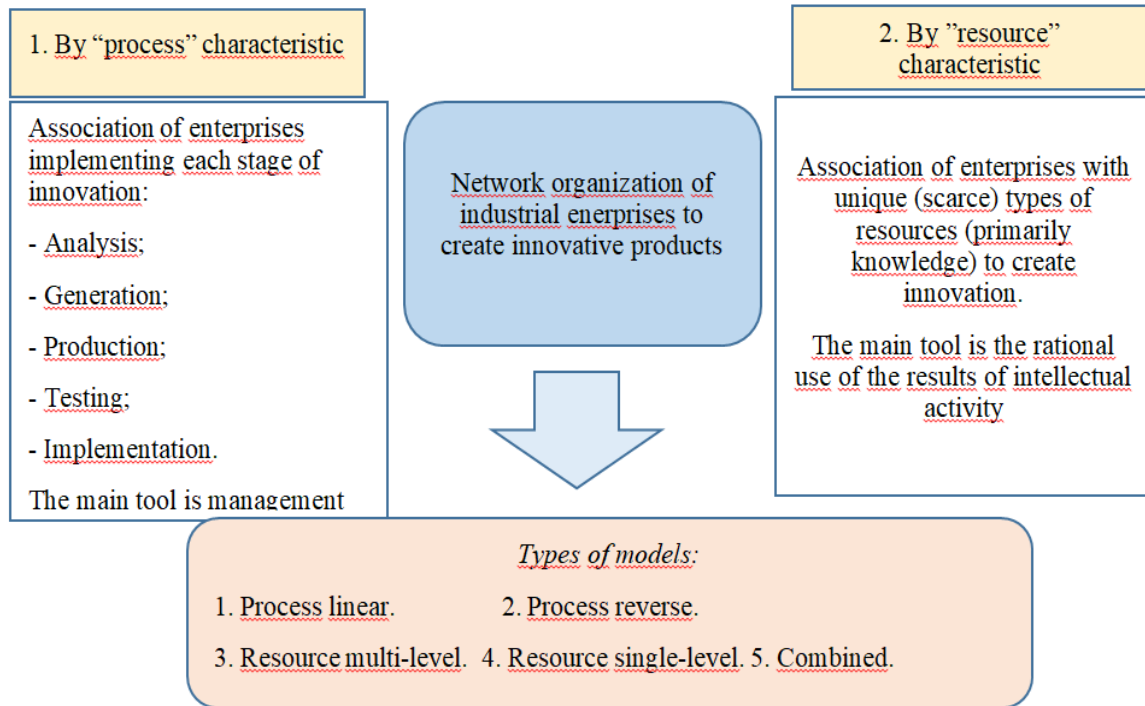 1. By “process” characteristic
Association of enterprises
implementing each stage of
innovation:
- Analysis;
- Generation;
- Production;
- Testing;
- Implementation.
The main tool is management
Network organization of
industrial enerprises to
create innovative products
2. By ”resource”
characteristic
Association of enterprises with
unique (scarce) types of
resources (primarily
knowledge) to create
innovation.
The main tool is the rational
use of the results of intellectual
activity
Types of models:
1. Process linear. 2. Process reverse.
3. Resource multi-level. 4. Resource single-level. 5. Combined.